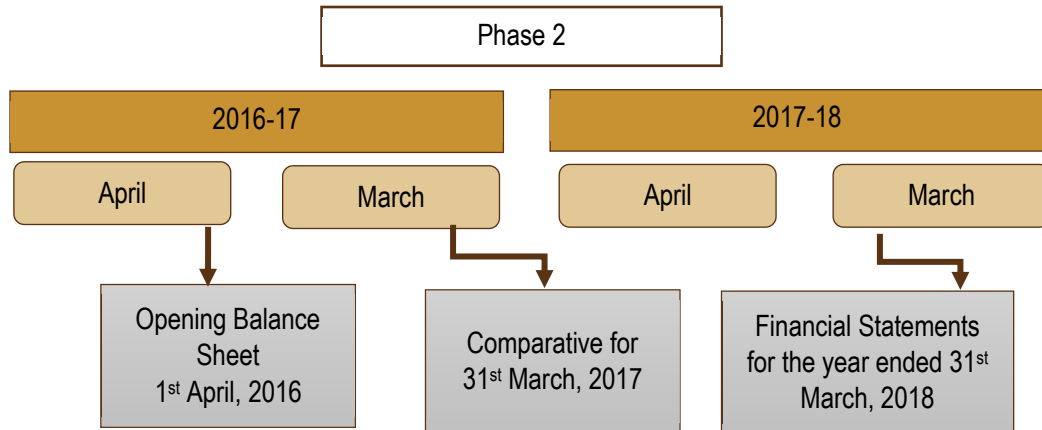 Phase 2
2016-17
2017-18
April
March
April
March
Opening Balance
Sheet
1st April, 2016
Comparative for
31st March, 2017
Financial Statements
for the year ended 31st
March, 2018